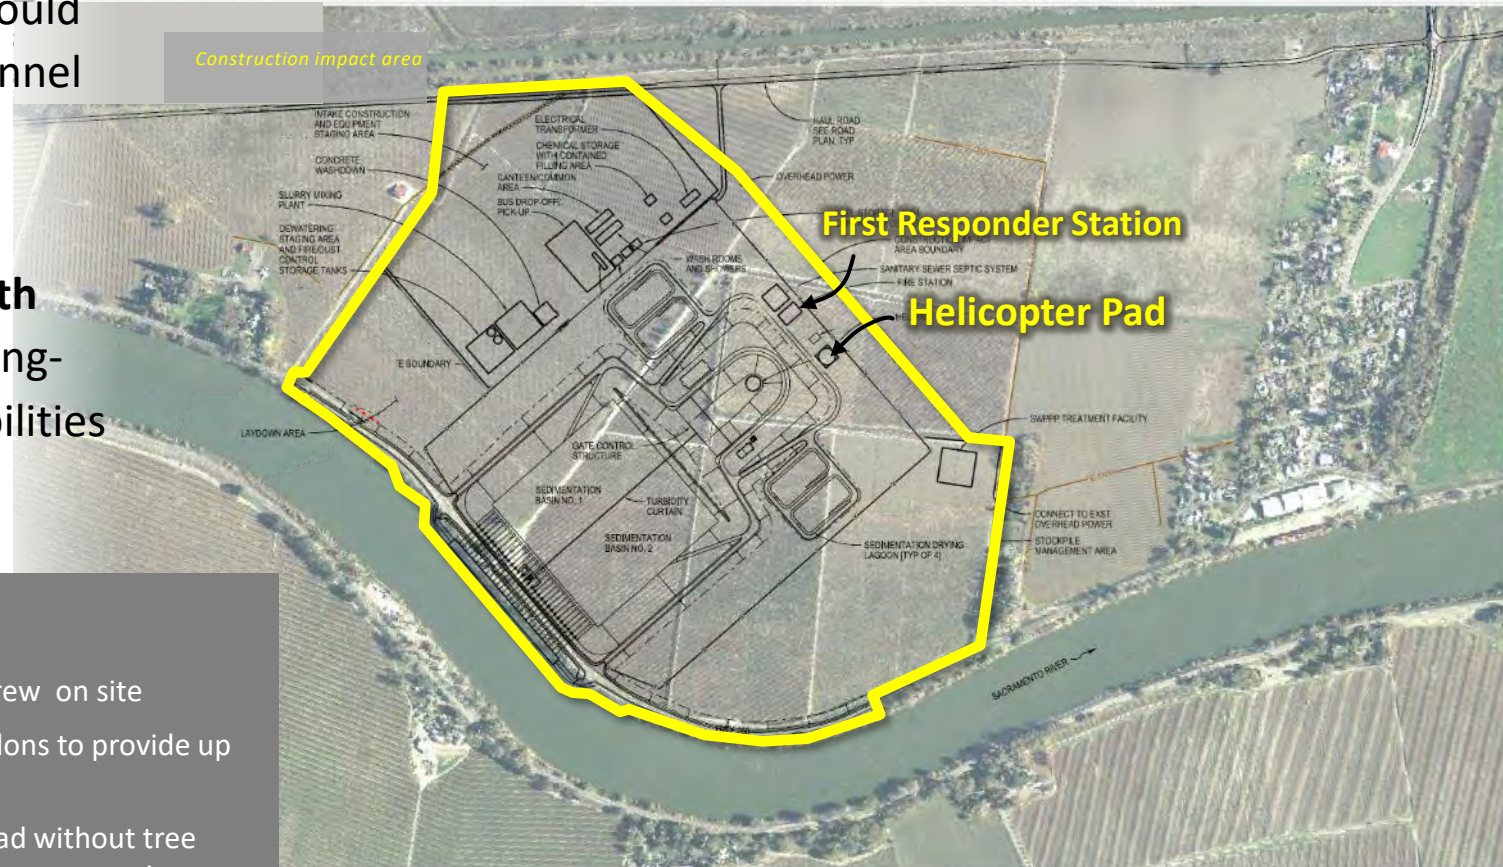 ould
nnel
th
ng-
bilities
Construction impact area
INTAKE CONSTRUCTION
AND EQUIPMENT
STAGING AREA
CONCRETE
WASHDOWN
SLURRY MIXING
PLANT
DEWATERING
STAGING AREA
AND FIRE/DUST
CONTROL
STORAGE TANKS
ELECTRICAL
TRANSFORMER
CHEMICAL STORAGE
WITH CONTAINED
FILLING AREA
CANTEEN/COMMON
AREA
BUS DROP-OFF/
PICK-UP
HAUL ROAD
SEE ROAD
PLAN, TYP
OVERHEAD POWER
First Responder Station
AREA BOUNDARY
SANITARY SEWER SEPTIC SYSTEM
FIRE STATION
WASH ROOMS
AND SHOWERS
Helicopter Pad
E BOUNDARY
LAYDOWN AREA
GATE CONTROL
STRUCTURE
SEDIMENTATION
BASIN NO. 1
TURBIDITY
CURTAIN
SEDIMENTATION
BASIN NO. 2
SWPPP TREATMENT FACILITY
CONNECT TO EXST
OVERHEAD POWER
STOCKPILE
MANAGEMENT AREA
SEDIMENTATION DRYING
LAGOON (TYP OF 4)
SACRAMENTO RIVER
rew on site
lons to provide up
ad without tree